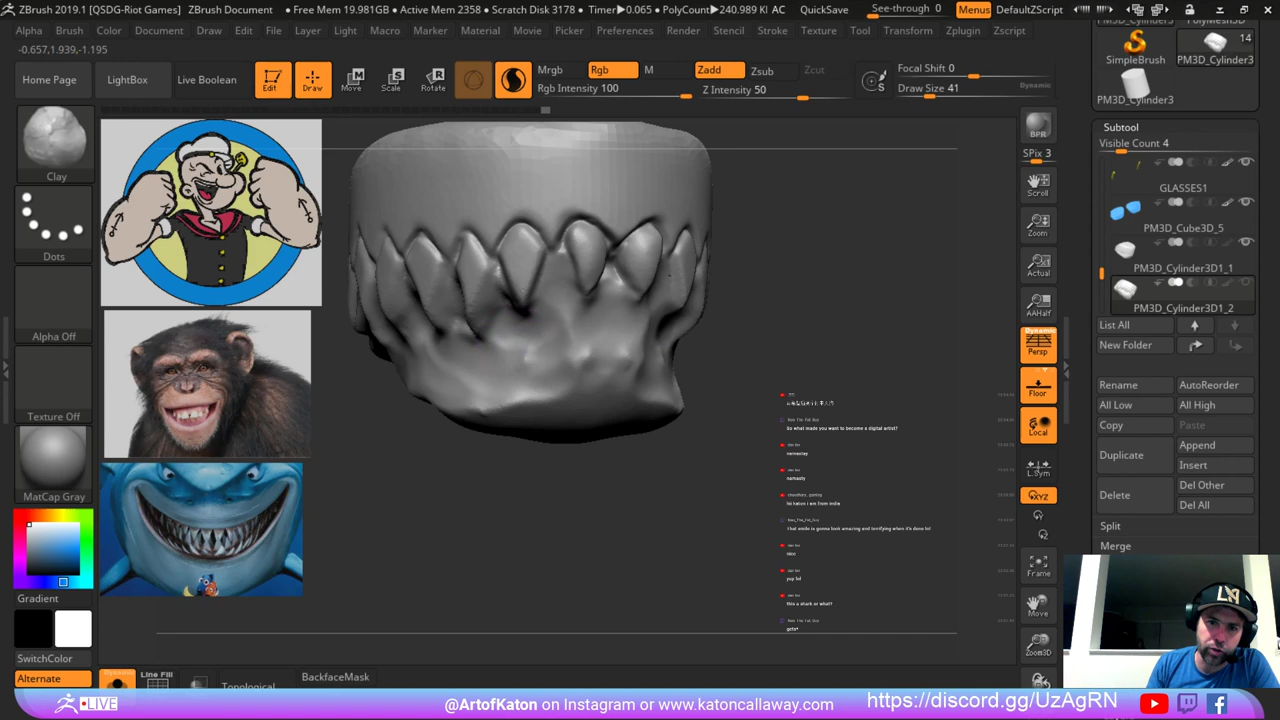 ZBrush 2019.1 [QSDG-Riot Games] ZBrush Document ● Free Mem 19.981GB ● Active Mem 2358 ● Scratch Disk 3178 ● Timer▶0.065 ● PolyCount▶240.989 KI AC QuickSave See-through 0 Menus DefaultZScript
Alpha Brush Color Document Draw Edit File Layer Light Macro Marker Material Movie Picker Preferences Render Stencil Stroke Texture Tool Transform Zplugin Zscript
-0.657,1.939,-1.195
Home Page LightBox Live Boolean Edit Draw Move Scale Rotate
Mrgb Rgb M Zadd Zsub Zcut
Rgb Intensity 100 Z Intensity 50
Focal Shift 0
Draw Size 41 Dynamic
Clay
Dots
Alpha Off
Texture Off
MatCap Gray
Gradient
SwitchColor
Alternate
Dynamic
Line Fill
Topological
BackfaceMask
BPR
SPix 3
Scroll
Zoom
Actual
AAHalf
Dynamic
Persp
Floor
Local
L.Sym
XYZ
Frame
Move
Zoom3D
SimpleBrush
14
PM3D_Cylinder3
PM3D_Cylinder3
Subtool
Visible Count 4
GLASSES1
PM3D_Cube3D_5
PM3D_Cylinder3D1_1
PM3D_Cylinder3D1_2
List All
New Folder
Rename AutoReorder
All Low All High
Copy Paste
Duplicate Append
Insert
Delete Del Other
Del All
Split
Merge
So what made you want to become a digital artist?
namasty
hii katon i am from india
that smile is gonna look amazing and terrifying when it's done lol
nice
pop lol
this a shark or what?
LA
LIVE
@ArtofKaton on Instagram or www.katoncallaway.com
https://discord.gg/UzAgRN